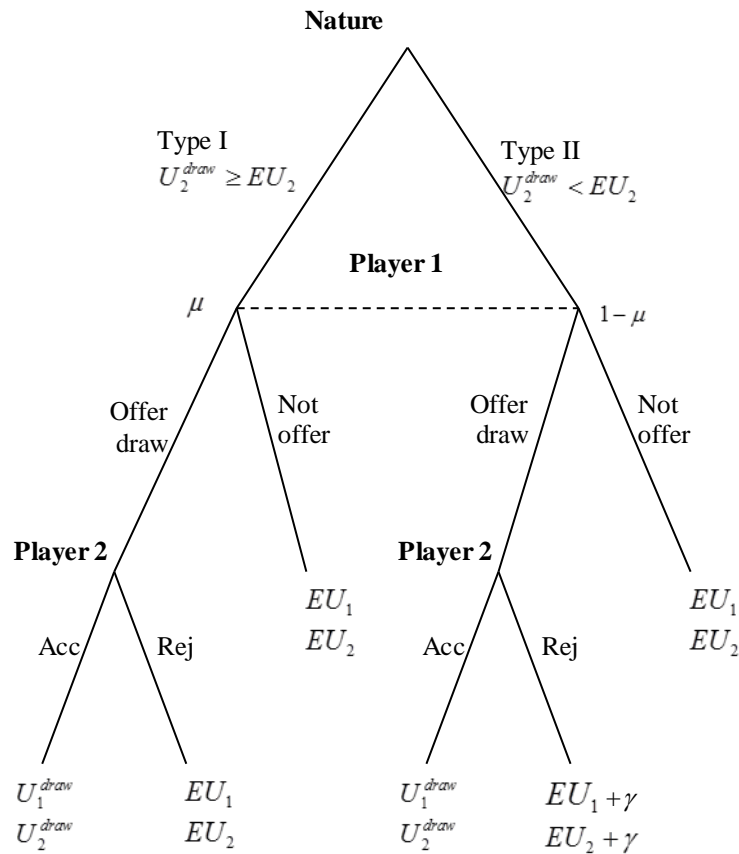 Nature
Type I
U_2^{draw} ≥ EU_2
Type II
U_2^{draw} < EU_2
Player 1
μ
1 − μ
Offer
draw
Not
offer
Offer
draw
Not
offer
Player 2
Player 2
EU_1
EU_2
EU_1
EU_2
Acc
Rej
Acc
Rej
U_1^{draw}
U_2^{draw}
EU_1
EU_2
U_1^{draw}
U_2^{draw}
EU_1 + γ
EU_2 + γ